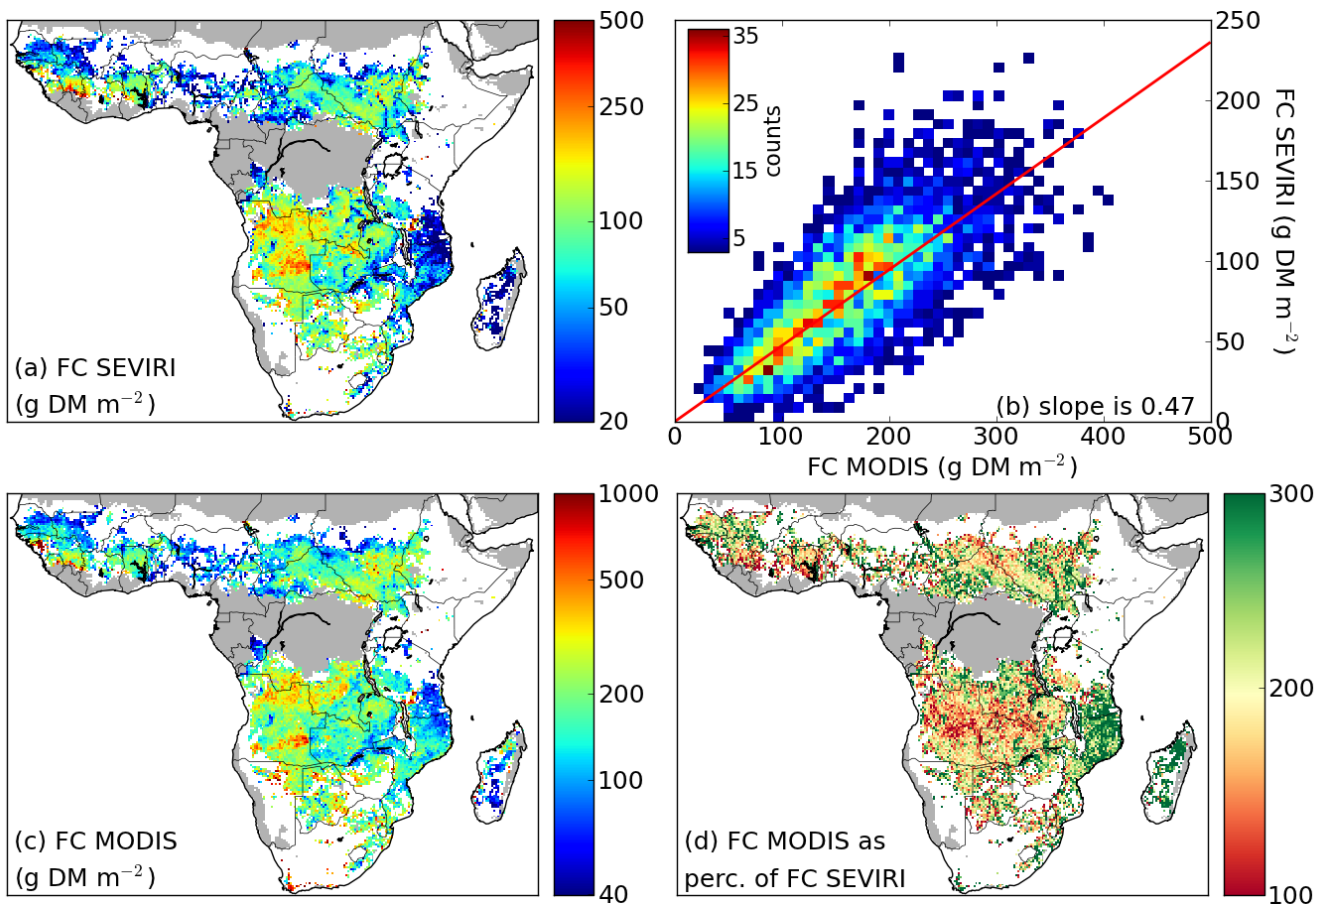 500
250
100
50
20
(a) FC SEVIRI
(g DM m⁻²)
35
25
15
5
counts
250
200
150
100
50
0
FC SEVIRI (g DM m⁻²)
(b) slope is 0.47
0
100
200
300
400
500
FC MODIS (g DM m⁻²)
1000
500
200
100
40
(c) FC MODIS
(g DM m⁻²)
300
200
100
(d) FC MODIS as
perc. of FC SEVIRI